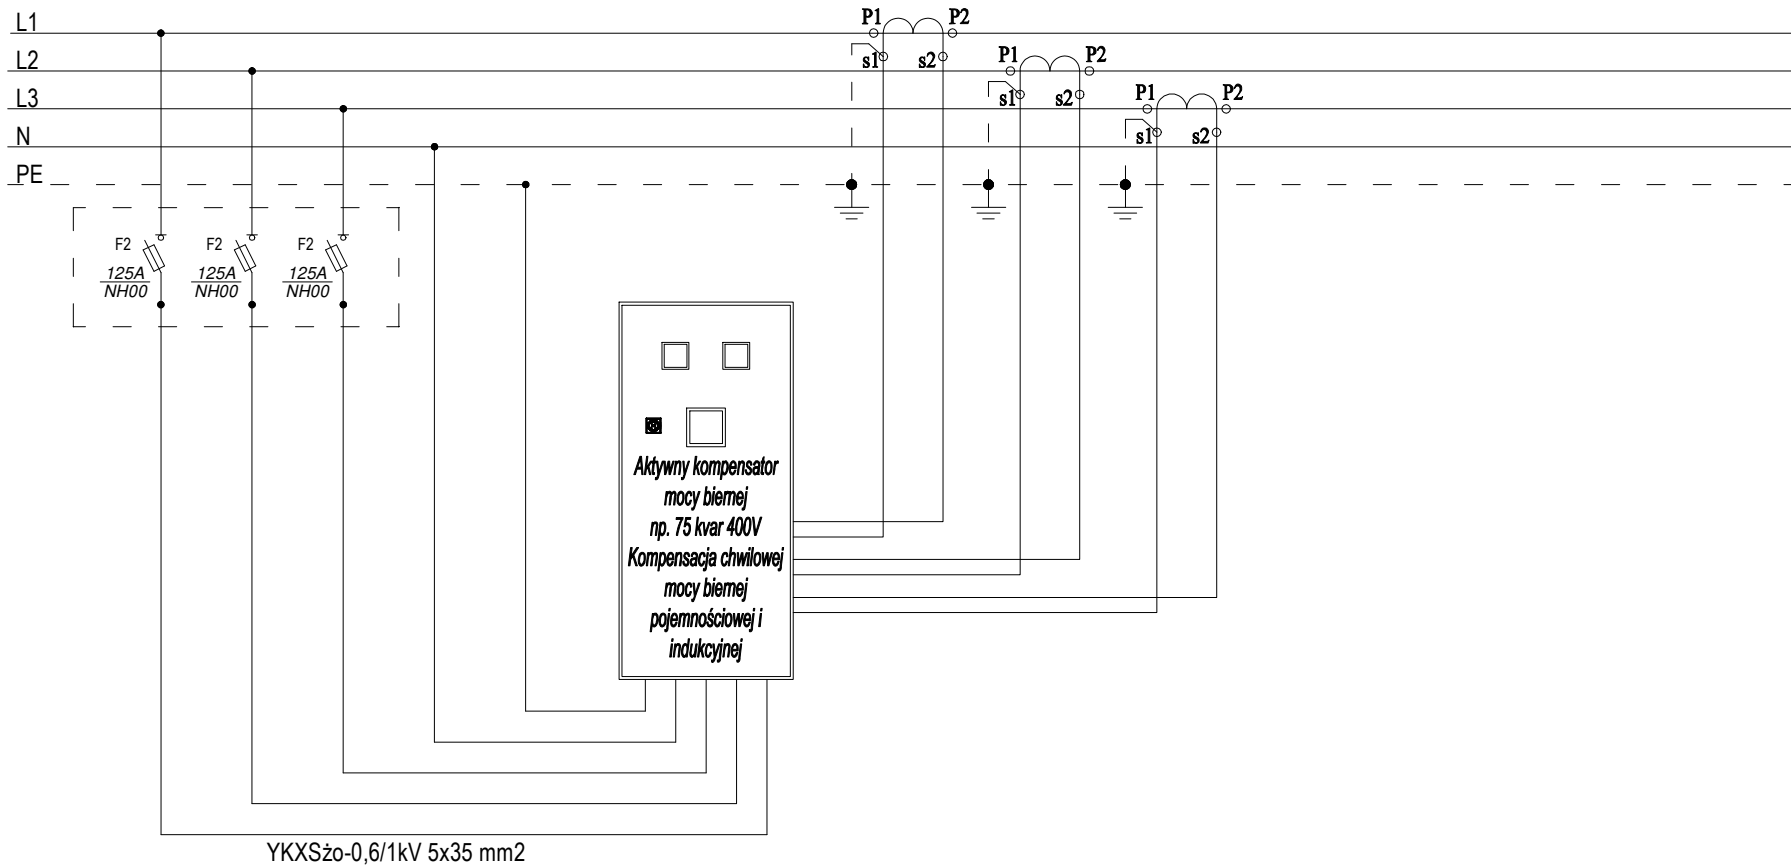 L1
L2
L3
N
PE
P1 P2
s1 s2
P1 P2
s1 s2
P1 P2
s1 s2
F2 F2 F2
125A 125A 125A
NH00 NH00 NH00
Aktywny kompensator
mocy biernej
np. 75 kvar 400V
Kompensacja chwilowej
mocy biernej
pojemnościowej i
indukcyjnej
YKXSżo-0,6/1kV 5x35 mm2